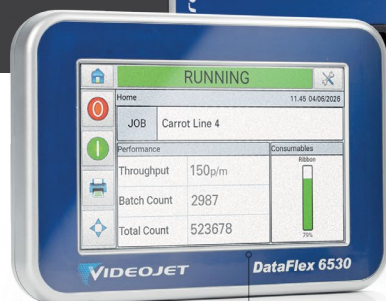 RUNNING
Home 11.45 04/06/2026
JOB Carrot Line 4
Performance Consumables
Ribbon
Throughput 150p/m
Batch Count 2987
Total Count 523678
79%
VIDEOJET DataFlex 6530